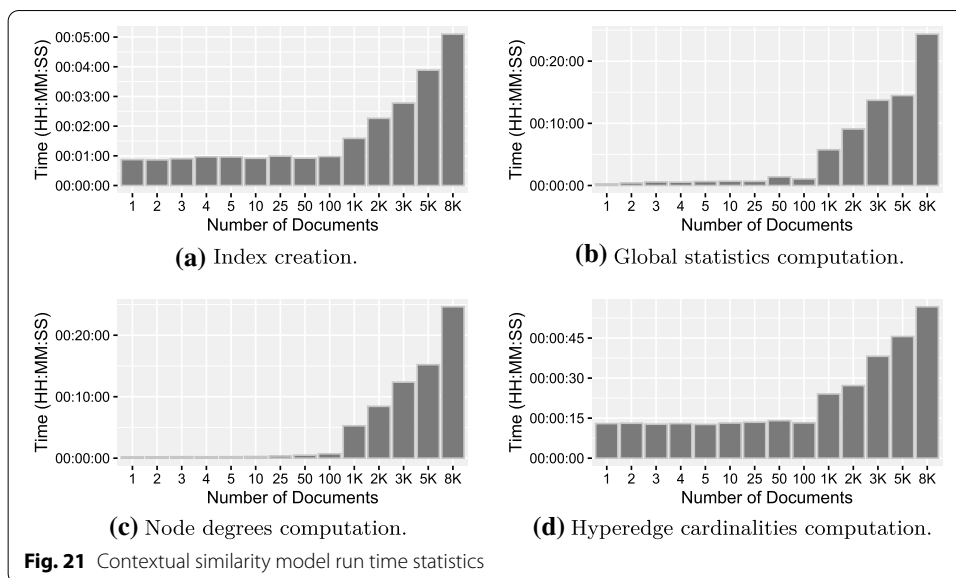 Time (HH:MM:SS)
00:05:00
00:04:00
00:03:00
00:02:00
00:01:00
00:00:00
1 2 3 4 5 10 25 50 100 1K 2K 3K 5K 8K
Number of Documents
(a) Index creation.
Time (HH:MM:SS)
00:20:00
00:10:00
00:00:00
1 2 3 4 5 10 25 50 100 1K 2K 3K 5K 8K
Number of Documents
(b) Global statistics computation.
Time (HH:MM:SS)
00:20:00
00:10:00
00:00:00
1 2 3 4 5 10 25 50 100 1K 2K 3K 5K 8K
Number of Documents
(c) Node degrees computation.
Time (HH:MM:SS)
00:00:45
00:00:30
00:00:15
00:00:00
1 2 3 4 5 10 25 50 100 1K 2K 3K 5K 8K
Number of Documents
(d) Hyperedge cardinalities computation.
Fig. 21 Contextual similarity model run time statistics